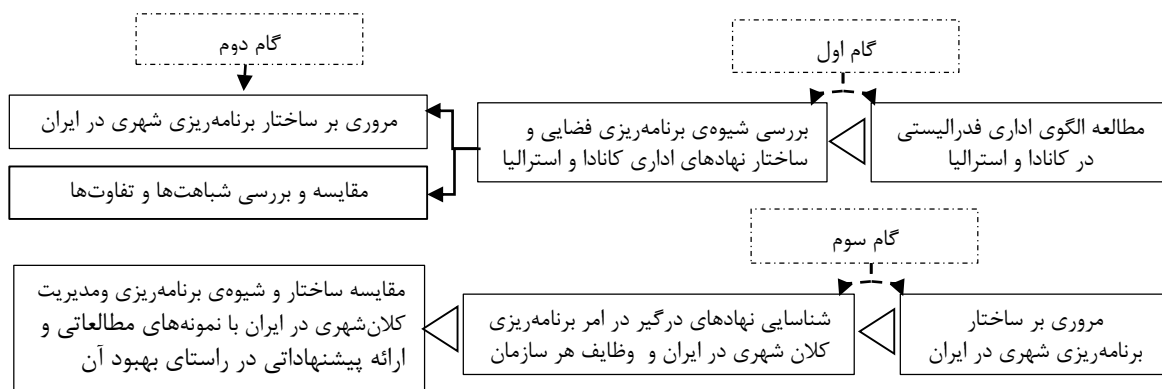 گام اول
مطالعه الگوی اداری فدرالیستی
در کانادا و استرالیا
بررسی شیوه‌ی برنامه‌ریزی فضایی و
ساختار نهادهای اداری کانادا و استرالیا
گام دوم
مروری بر ساختار برنامه‌ریزی شهری در ایران
مقایسه و بررسی شباهت‌ها و تفاوت‌ها
گام سوم
مروری بر ساختار
برنامه‌ریزی شهری در ایران
شناسایی نهادهای درگیر در امر برنامه‌ریزی
کلان شهری در ایران و وظایف هر سازمان
مقایسه ساختار و شیوه‌ی برنامه‌ریزی ومدیریت
کلان‌شهری در ایران با نمونه‌های مطالعاتی و
ارائه پیشنهاداتی در راستای بهبود آن